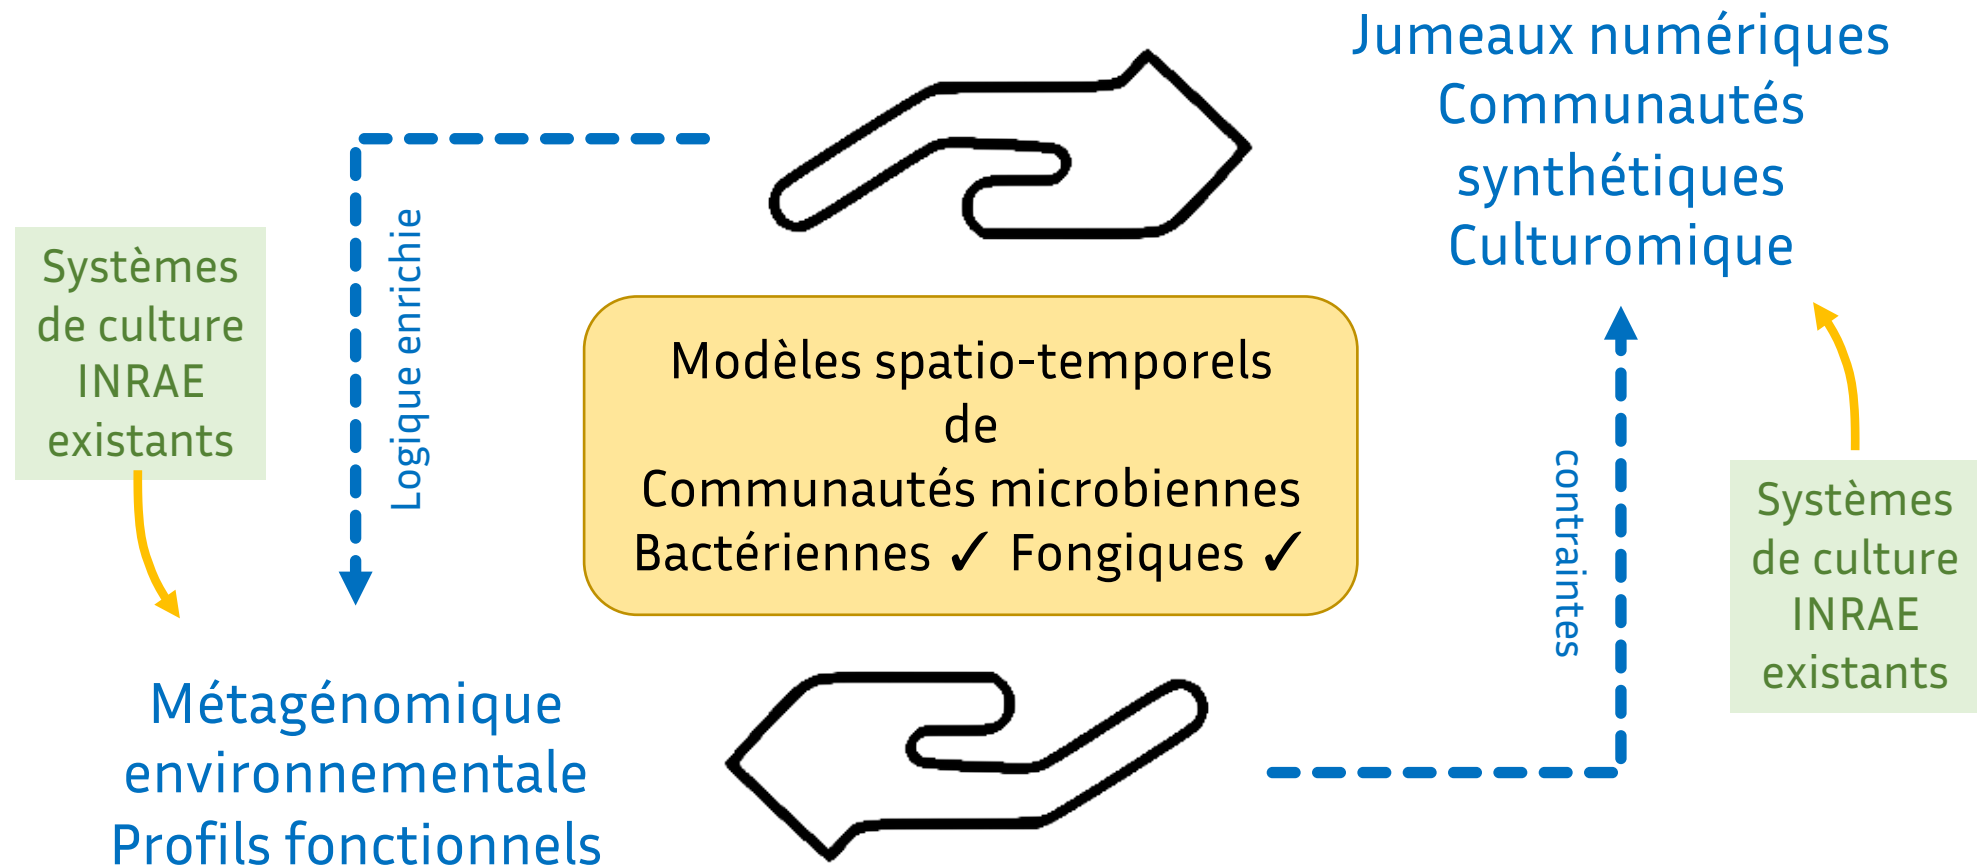 Jumeaux numériques
Communautés
synthétiques
Culturomique
Logique enrichie
Systèmes
de culture
INRAE
existants
Modèles spatio-temporels
de
Communautés microbiennes
Bactériennes ✓ Fongiques ✓
contraintes
Systèmes
de culture
INRAE
existants
Métagénomique
environnementale
Profils fonctionnels